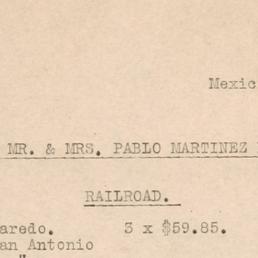 Mexic
MR. & MRS. PABLO MARTINEZ
RAILROAD.
aredo. 3 x $59.85.
an Antonio
"